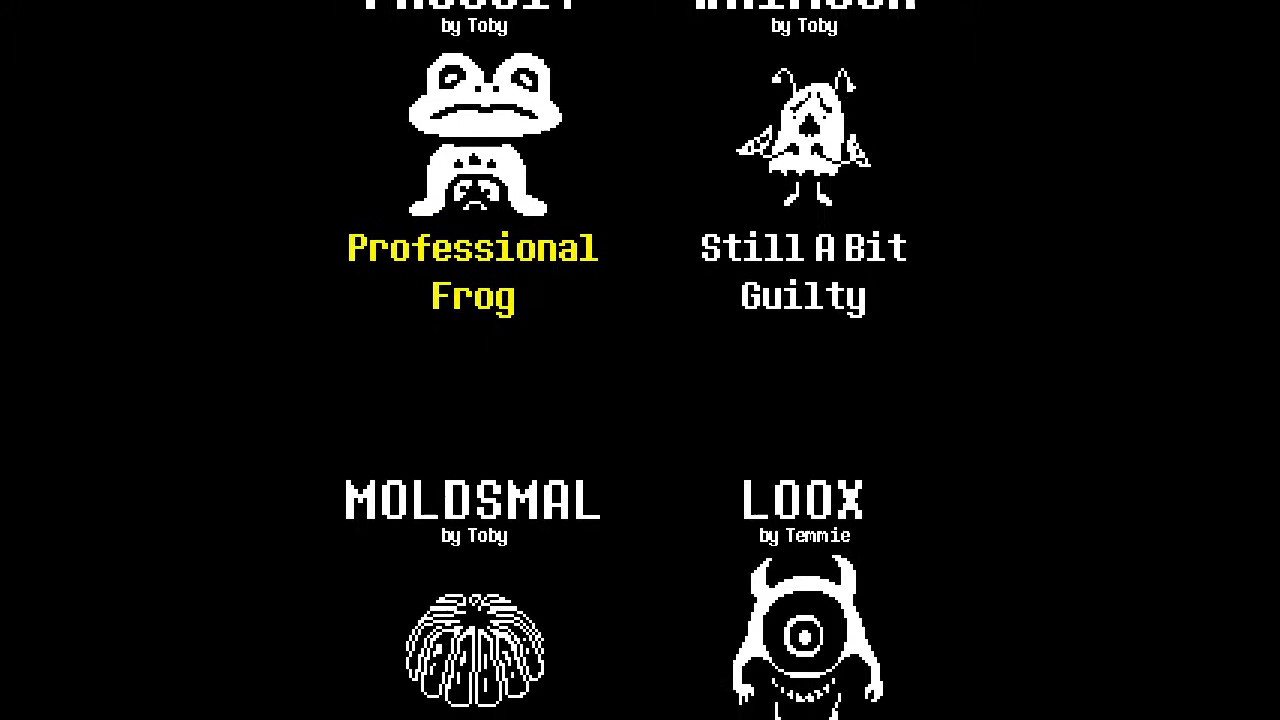 by Toby
by Toby
Professional
Frog
Still A Bit
Guilty
MOLDSMAL
by Toby
LOOX
by Temmie